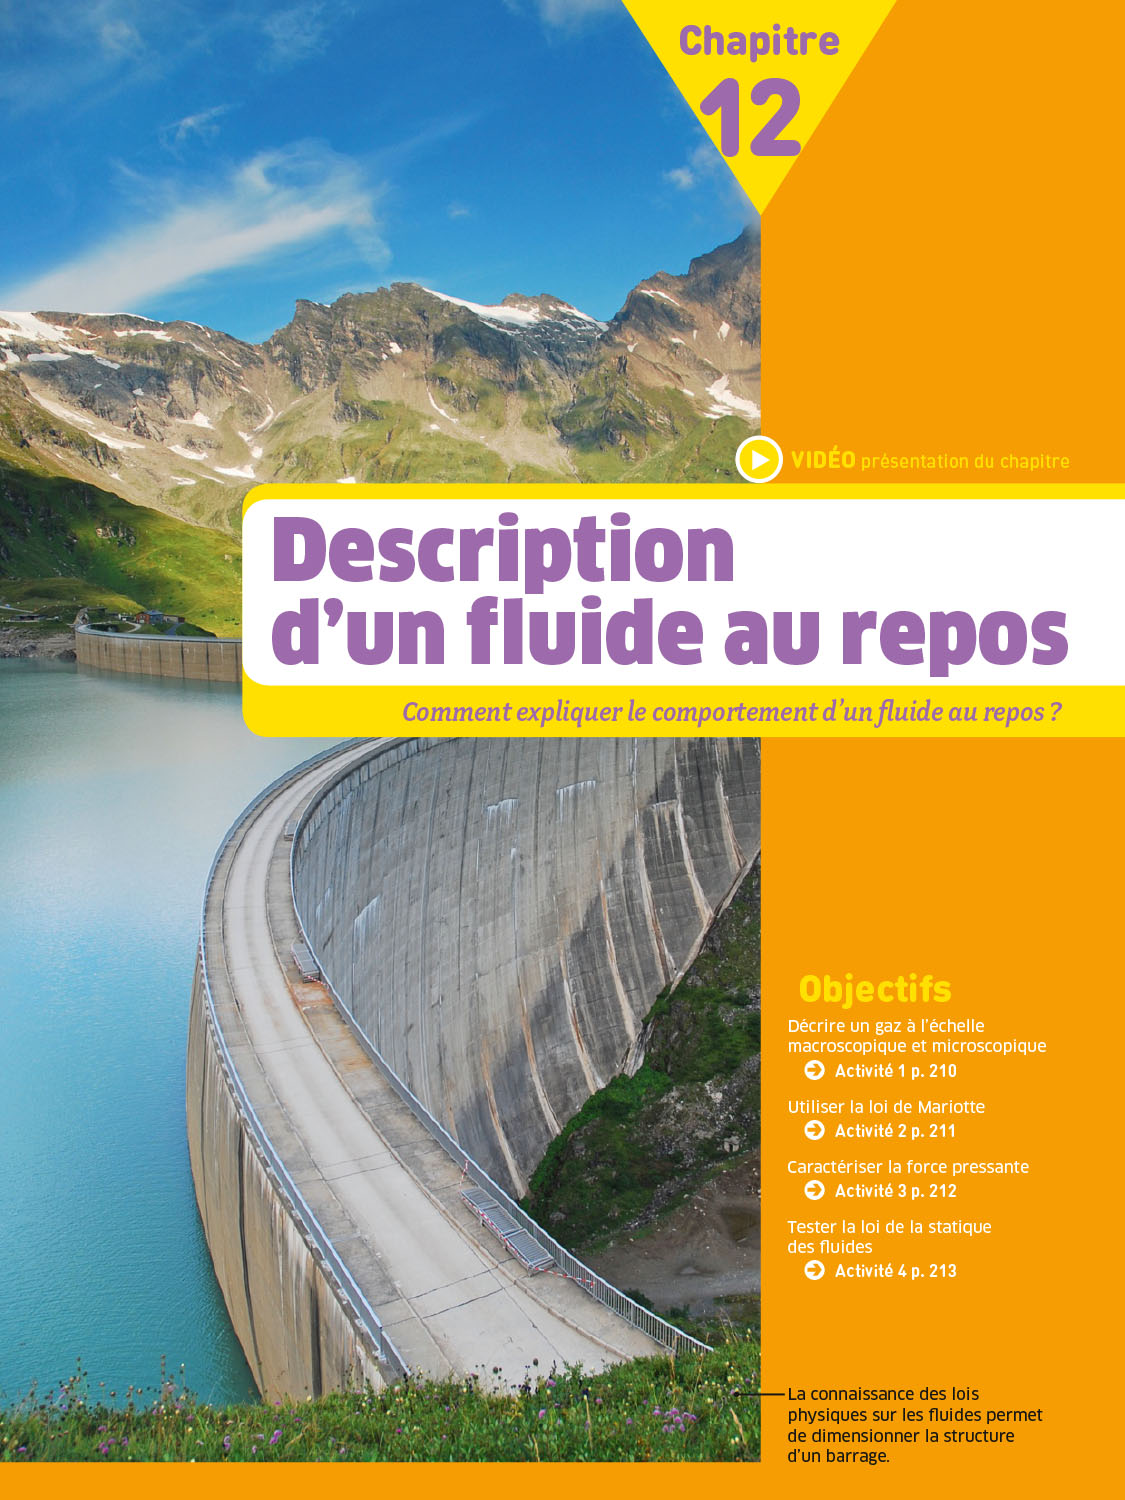 Chapitre
12
VIDÉO présentation du chapitre
Description
d’un fluide au repos
Comment expliquer le comportement d’un fluide au repos ?
Objectifs
Décrire un gaz à l’échelle
macroscopique et microscopique
Activité 1 p. 210
Utiliser la loi de Mariotte
Activité 2 p. 211
Caractériser la force pressante
Activité 3 p. 212
Tester la loi de la statique
des fluides
Activité 4 p. 213
La connaissance des lois
physiques sur les fluides permet
de dimensionner la structure
d’un barrage.